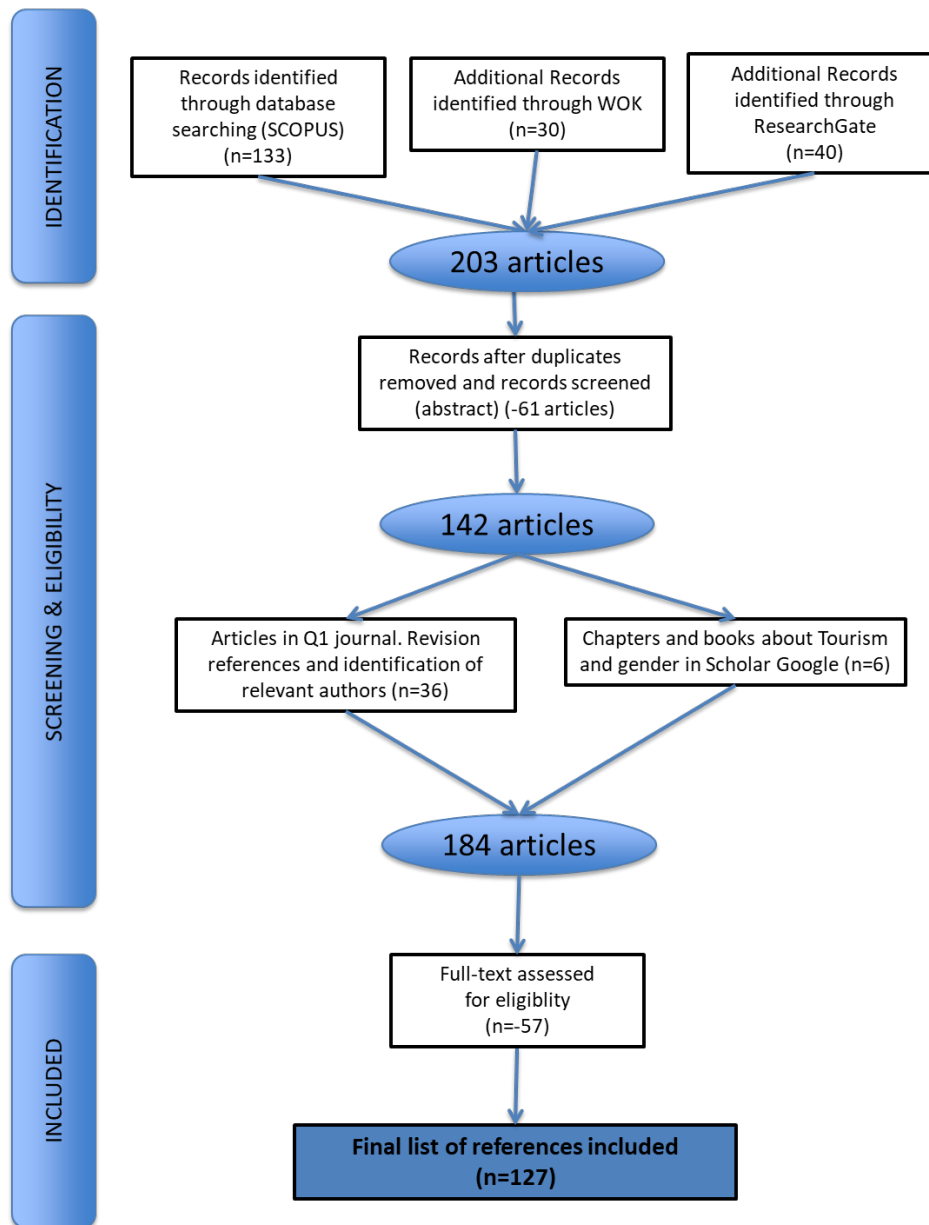 IDENTIFICATION
Records identified
through database
searching (SCOPUS)
(n=133)
Additional Records
identified through WOK
(n=30)
Additional Records
identified through
ResearchGate
(n=40)
203 articles
SCREENING & ELIGIBILITY
Records after duplicates
removed and records screened
(abstract) (-61 articles)
142 articles
Articles in Q1 journal. Revision
references and identification of
relevant authors (n=36)
Chapters and books about Tourism
and gender in Scholar Google (n=6)
184 articles
INCLUDED
Full-text assessed
for eligiblity
(n=-57)
Final list of references included
(n=127)